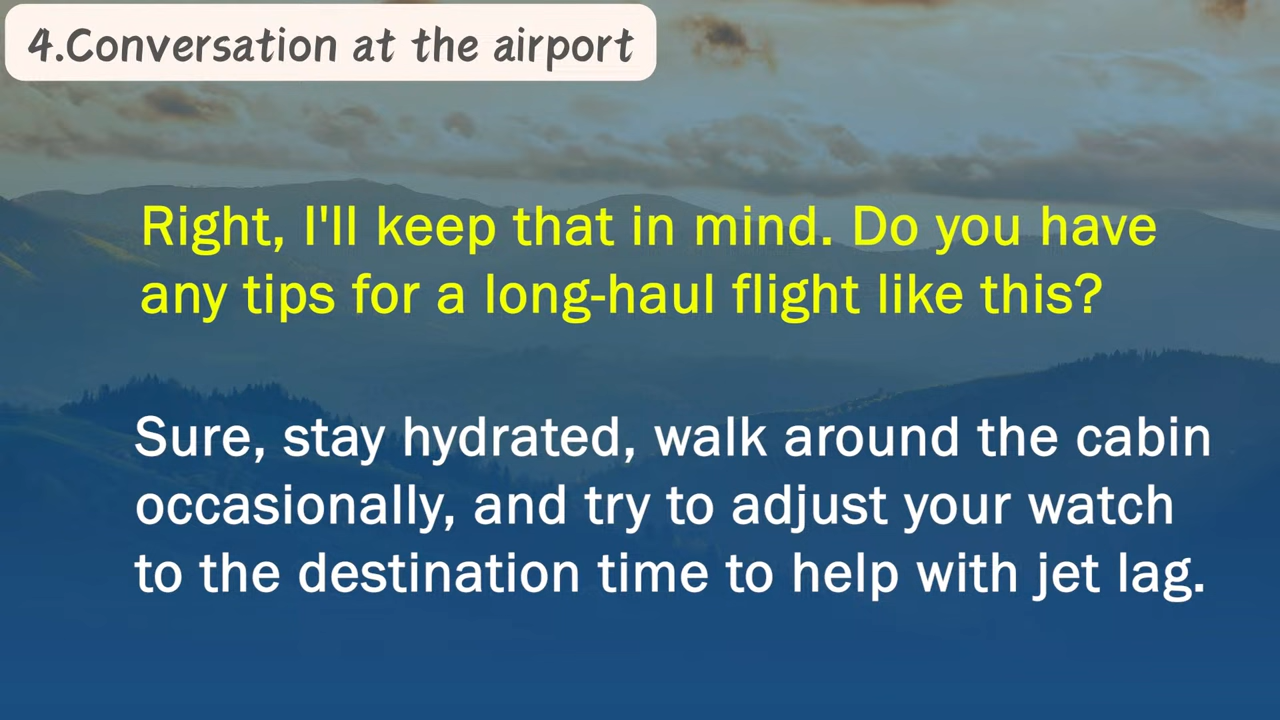 4.Conversation at the airport
Right, I'll keep that in mind. Do you have
any tips for a long-haul flight like this?
Sure, stay hydrated, walk around the cabin
occasionally, and try to adjust your watch
to the destination time to help with jet lag.